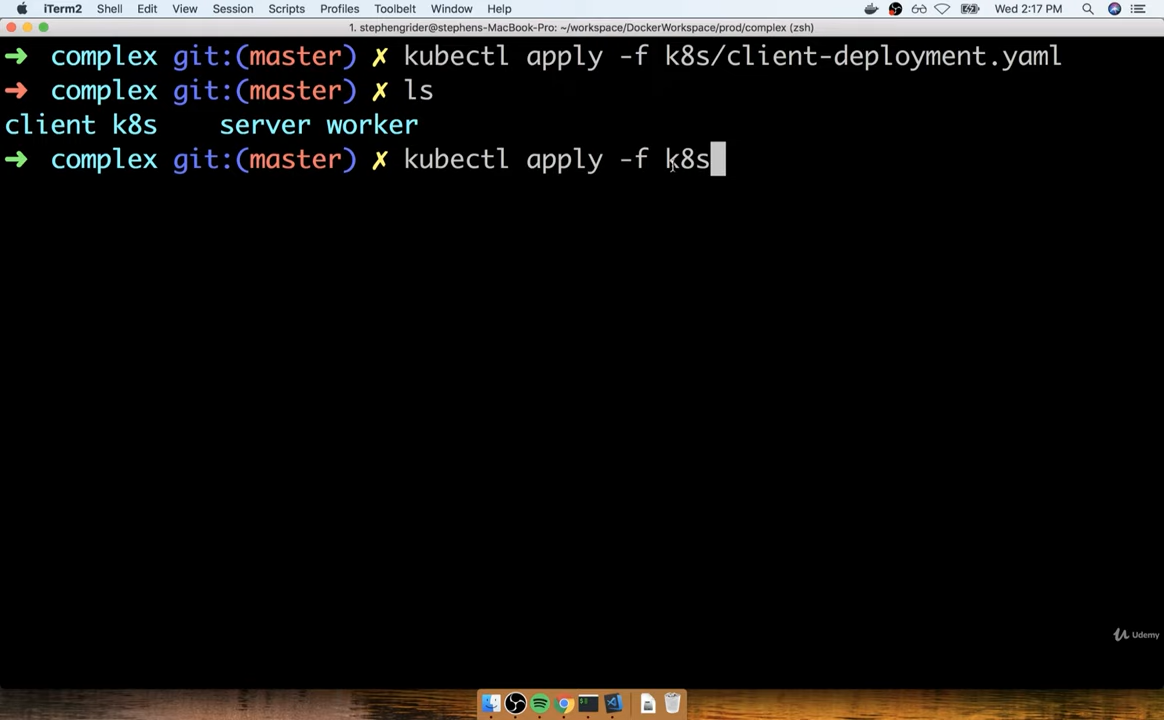 iTerm2 Shell Edit View Session Scripts Profiles Toolbelt Window Help Wed 2:17 PM
1. stephengrider@stephens-MacBook-Pro: ~/workspace/DockerWorkspace/prod/complex (zsh)
➜ complex git:(master) ✗ kubectl apply -f k8s/client-deployment.yaml
➜ complex git:(master) ✗ ls
client k8s server worker
➜ complex git:(master) ✗ kubectl apply -f k8s
Udemy